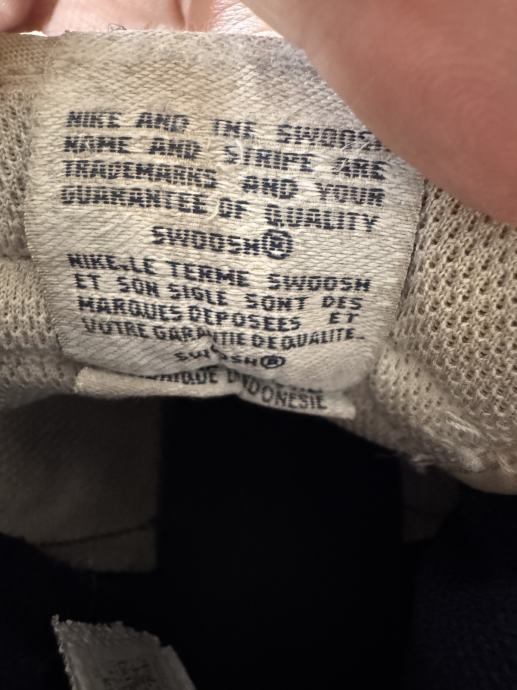 NIKE AND THE SWOOSH
NAME AND STRIPE ARE
TRADEMARKS AND YOUR
GUARANTEE OF QUALITY
SWOOSH®
NIKE.LE TERME SWOOSH
ET SON SIGLE SONT DES
MARQUES DEPOSEES ET
VOTRE GARANTIE DE QUALITE.
SWOOSH®
D'INDONESIE